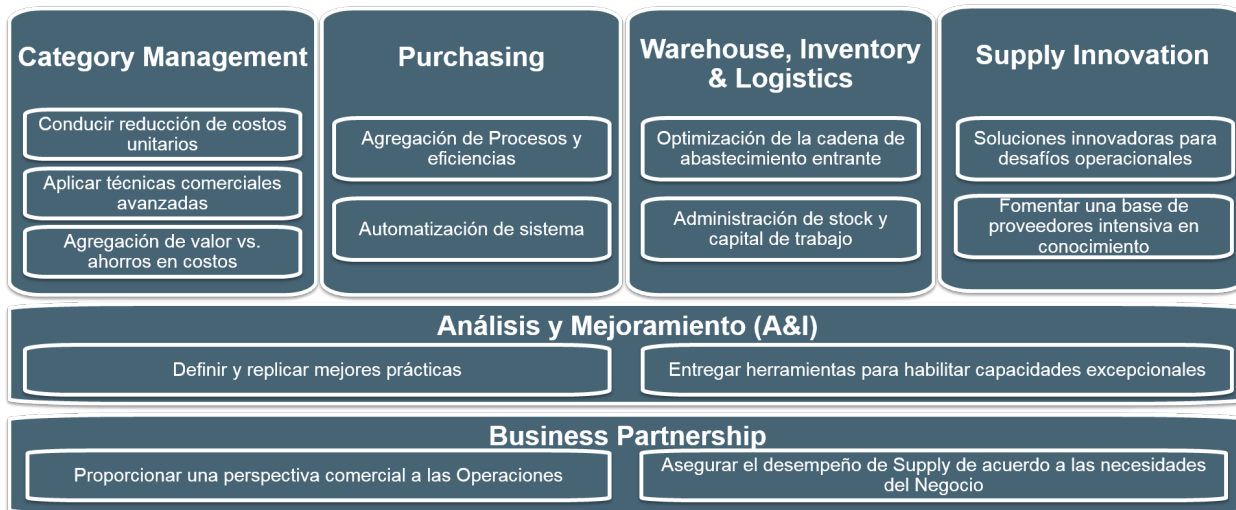 Category Management
Conducir reducción de costos
unitarios
Aplicar técnicas comerciales
avanzadas
Agregación de valor vs.
ahorros en costos
Purchasing
Agregación de Procesos y
eficiencias
Automatización de sistema
Warehouse, Inventory
& Logistics
Optimización de la cadena de
abastecimiento entrante
Administración de stock y
capital de trabajo
Supply Innovation
Soluciones innovadoras para
desafíos operacionales
Fomentar una base de
proveedores intensiva en
conocimiento
Análisis y Mejoramiento (A&I)
Definir y replicar mejores prácticas
Entregar herramientas para habilitar capacidades excepcionales
Business Partnership
Proporcionar una perspectiva comercial a las Operaciones
Asegurar el desempeño de Supply de acuerdo a las necesidades
del Negocio